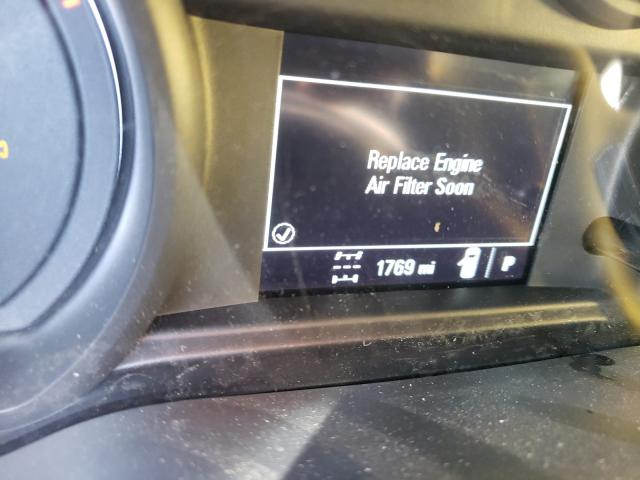 Replace Engine
Air Filter Soon
1769 mi
P